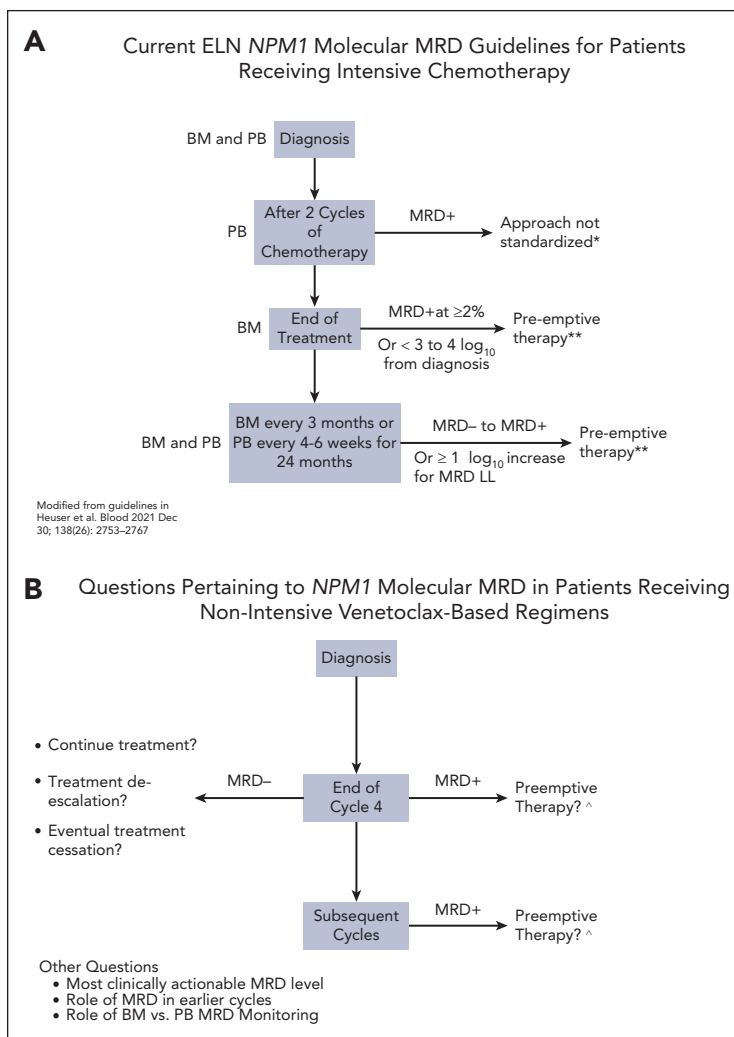 A
Current ELN NPM1 Molecular MRD Guidelines for Patients
Receiving Intensive Chemotherapy
BM and PB
Diagnosis
PB
After 2 Cycles
of
Chemotherapy
MRD+
Approach not
standardized*
BM
End of
Treatment
MRD+at ≥2%
Or < 3 to 4 log10
from diagnosis
Pre-emptive
therapy**
BM and PB
BM every 3 months or
PB every 4-6 weeks for
24 months
MRD– to MRD+
Or ≥ 1 log10 increase
for MRD LL
Pre-emptive
therapy**
Modified from guidelines in
Heuser et al. Blood 2021 Dec
30; 138(26): 2753–2767
B
Questions Pertaining to NPM1 Molecular MRD in Patients Receiving
Non-Intensive Venetoclax-Based Regimens
Diagnosis
• Continue treatment?
• Treatment de-
escalation?
• Eventual treatment
cessation?
MRD–
End of
Cycle 4
MRD+
Preemptive
Therapy? ^
Subsequent
Cycles
MRD+
Preemptive
Therapy? ^
Other Questions
• Most clinically actionable MRD level
• Role of MRD in earlier cycles
• Role of BM vs. PB MRD Monitoring